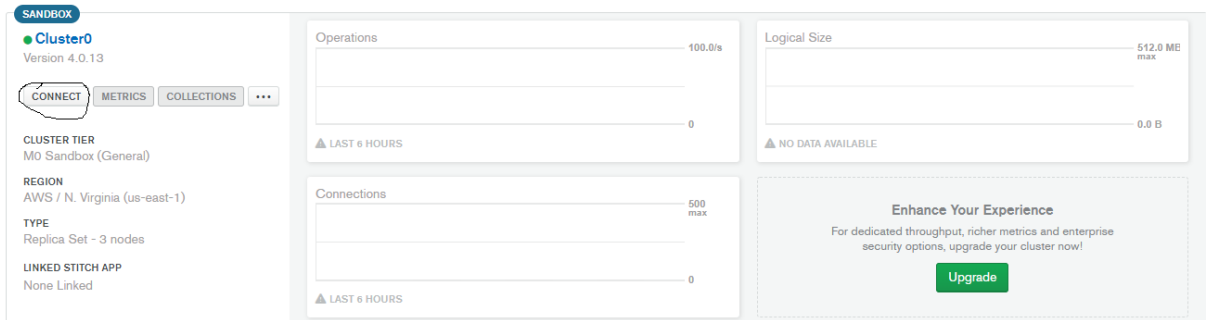 SANDBOX
Cluster0
Version 4.0.13
CONNECT METRICS COLLECTIONS ...
CLUSTER TIER
M0 Sandbox (General)
REGION
AWS / N. Virginia (us-east-1)
TYPE
Replica Set - 3 nodes
LINKED STITCH APP
None Linked
Operations
100.0/s
0
LAST 6 HOURS
Logical Size
512.0 MB
max
0.0 B
NO DATA AVAILABLE
Connections
500
max
0
LAST 6 HOURS
Enhance Your Experience
For dedicated throughput, richer metrics and enterprise
security options, upgrade your cluster now!
Upgrade